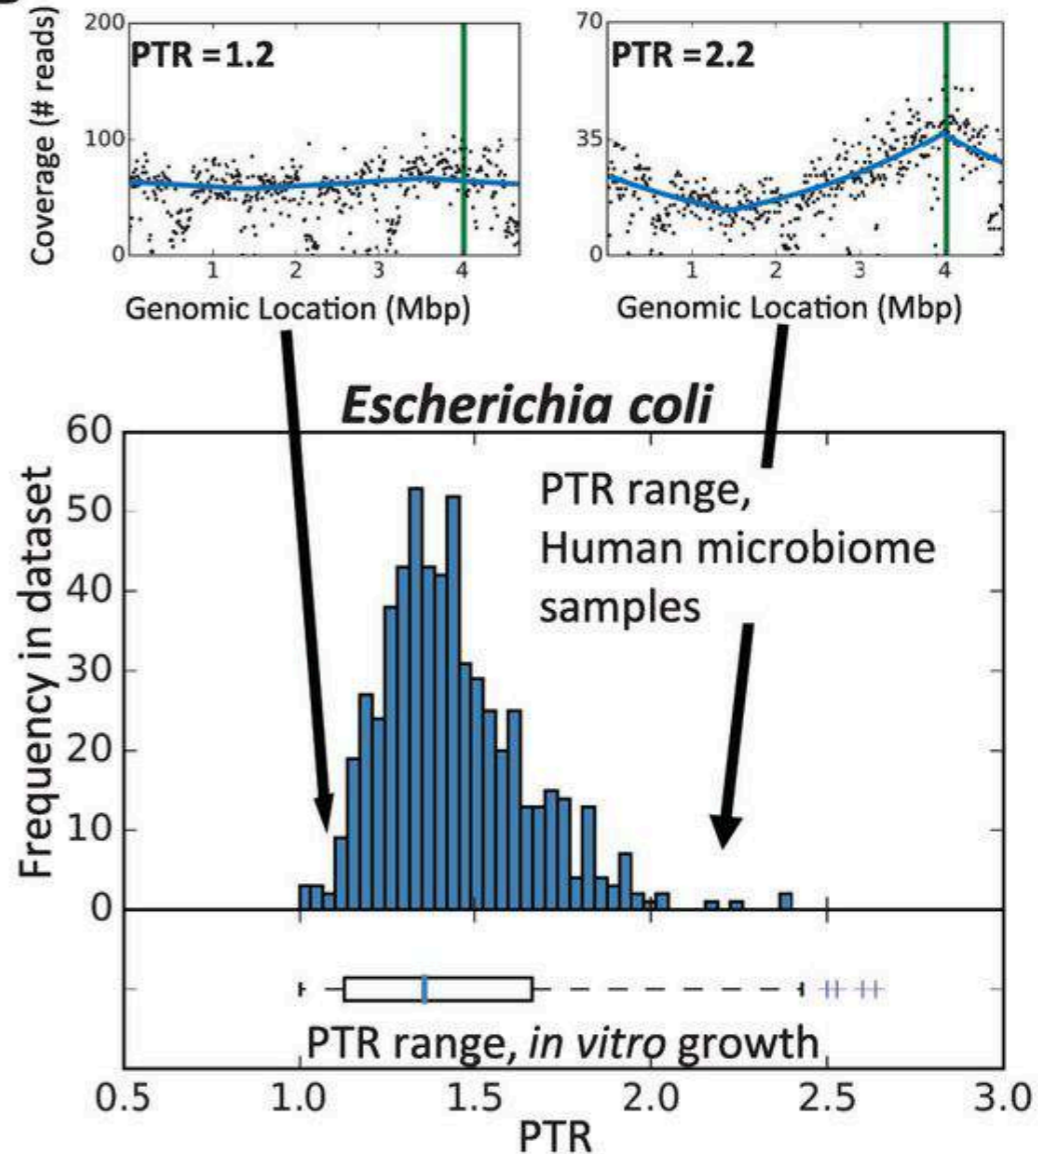 PTR =1.2
Coverage (# reads)
200
100
0
1 2 3 4
Genomic Location (Mbp)
PTR =2.2
70
35
0
1 2 3 4
Genomic Location (Mbp)
Escherichia coli
Frequency in dataset
60
50
40
30
20
10
0
PTR range,
Human microbiome
samples
PTR range, in vitro growth
0.5 1.0 1.5 2.0 2.5 3.0
PTR